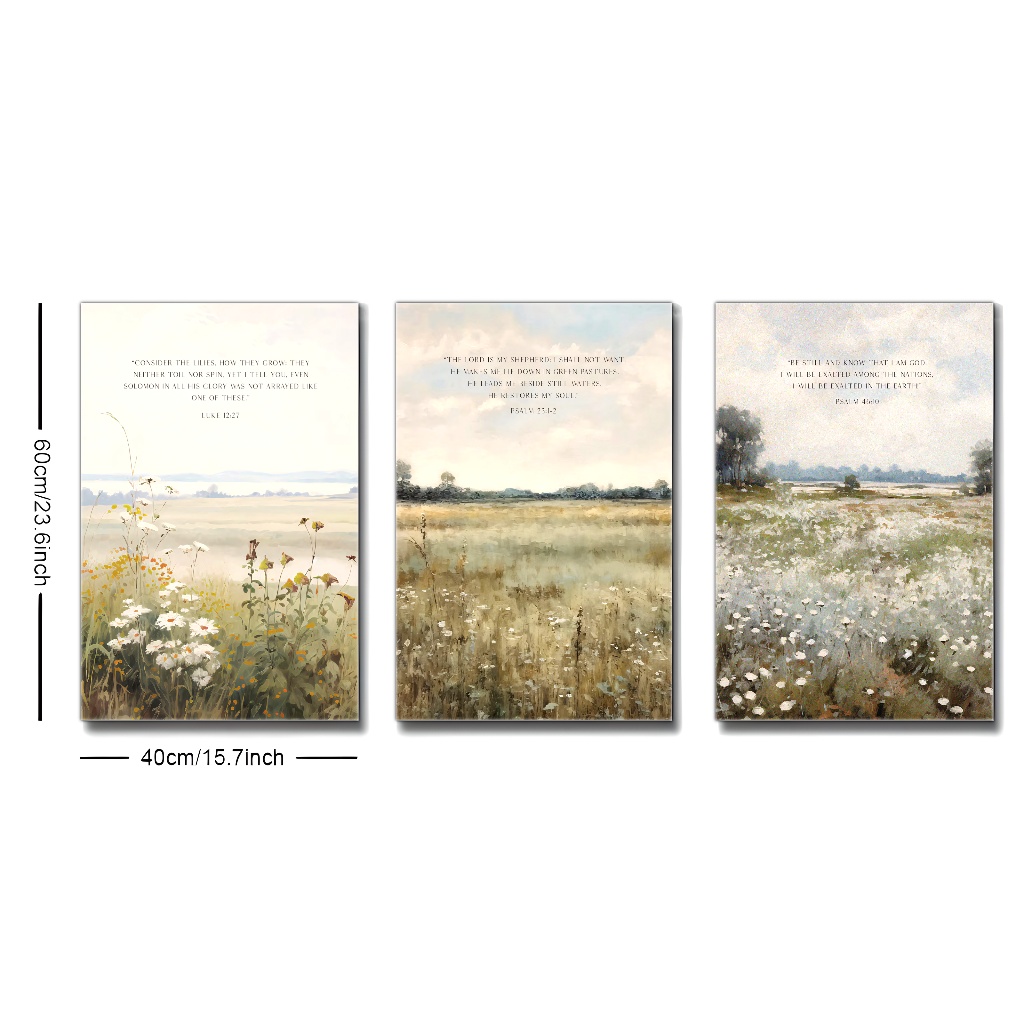 "CONSIDER THE LILIES, HOW THEY GROW: THEY
NEITHER TOIL NOR SPIN, YET I TELL YOU, EVEN
SOLOMON IN ALL HIS GLORY WAS NOT ARRAYED LIKE
ONE OF THESE."
LUKE 12:27
"THE LORD IS MY SHEPHERD I SHALL NOT WANT
HE MAKES ME LIE DOWN IN GREEN PASTURES.
HE LEADS ME BESIDE STILL WATERS.
HE RESTORES MY SOUL."
PSALM 23:1-2
"BE STILL AND KNOW THAT I AM GOD
I WILL BE EXALTED AMONG THE NATIONS,
I WILL BE EXALTED IN THE EARTH!"
PSALM 46:10
60cm/23.6inch
40cm/15.7inch